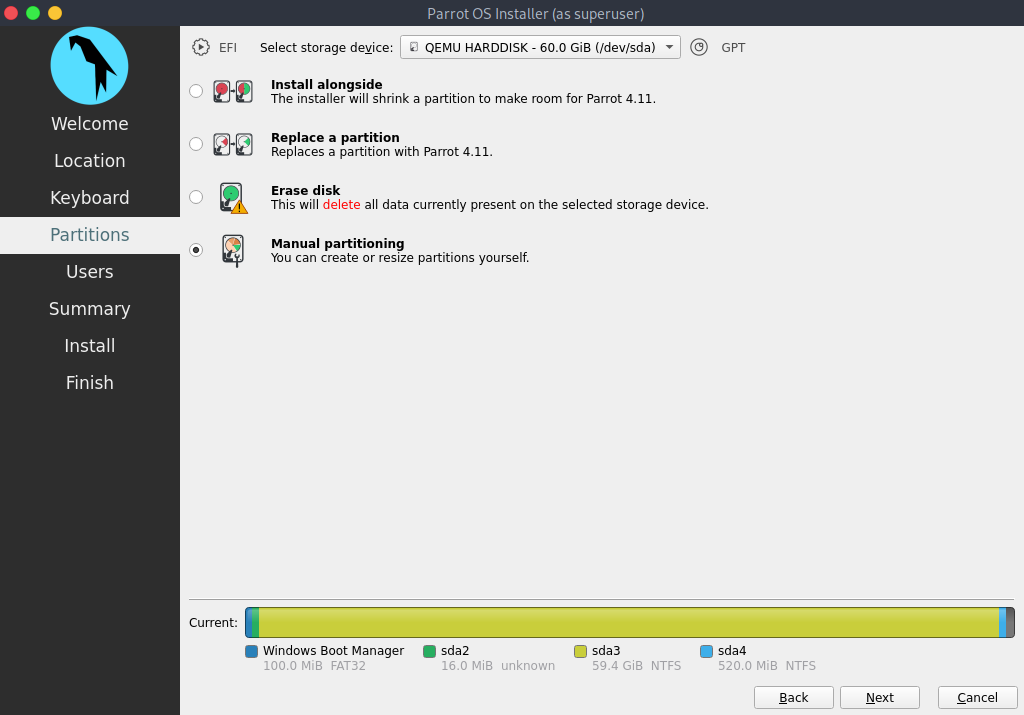 Parrot OS Installer (as superuser)
EFI Select storage device: QEMU HARDDISK - 60.0 GiB (/dev/sda) GPT
Welcome
Location
Keyboard
Partitions
Users
Summary
Install
Finish
Install alongside
The installer will shrink a partition to make room for Parrot 4.11.
Replace a partition
Replaces a partition with Parrot 4.11.
Erase disk
This will delete all data currently present on the selected storage device.
Manual partitioning
You can create or resize partitions yourself.
Current:
Windows Boot Manager sda2 sda3 sda4
100.0 MiB FAT32 16.0 MiB unknown 59.4 GiB NTFS 520.0 MiB NTFS
Back Next Cancel